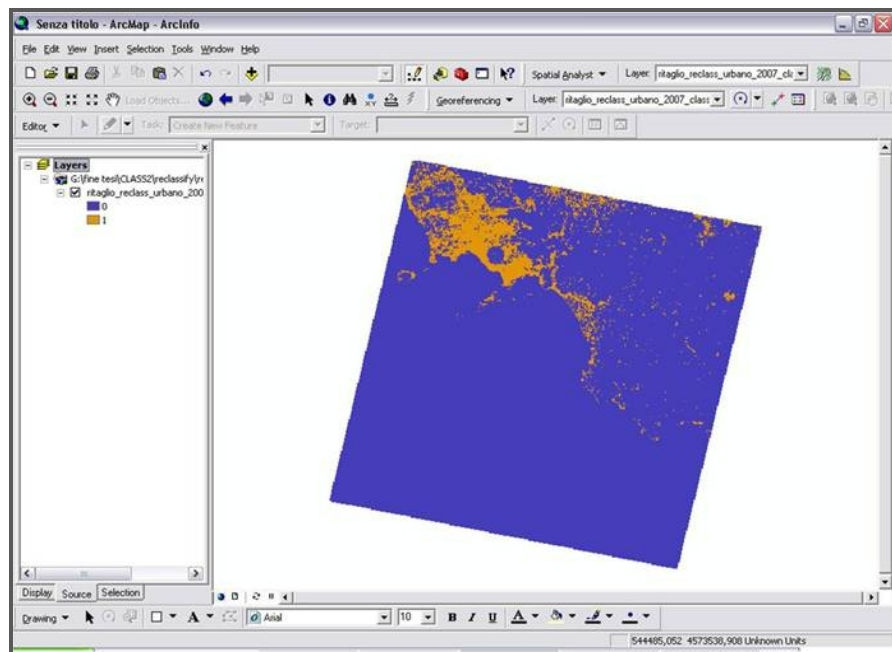 Senza titolo - ArcMap - ArcInfo
File Edit View Insert Selection Tools Window Help
Spatial Analyst Layer: ritaglio_reclass_urbano_2007_cl
Load Objects... Georeferencing Layer: ritaglio_reclass_urbano_2007_class
Editor Task: Create New Feature Target:
Layers
G:\fine tesi\CLASS2\reclassify\re
ritaglio_reclass_urbano_200
0
1
Display Source Selection
Drawing A Arial 10 B I U A
544485,052 4573538,908 Unknown Units